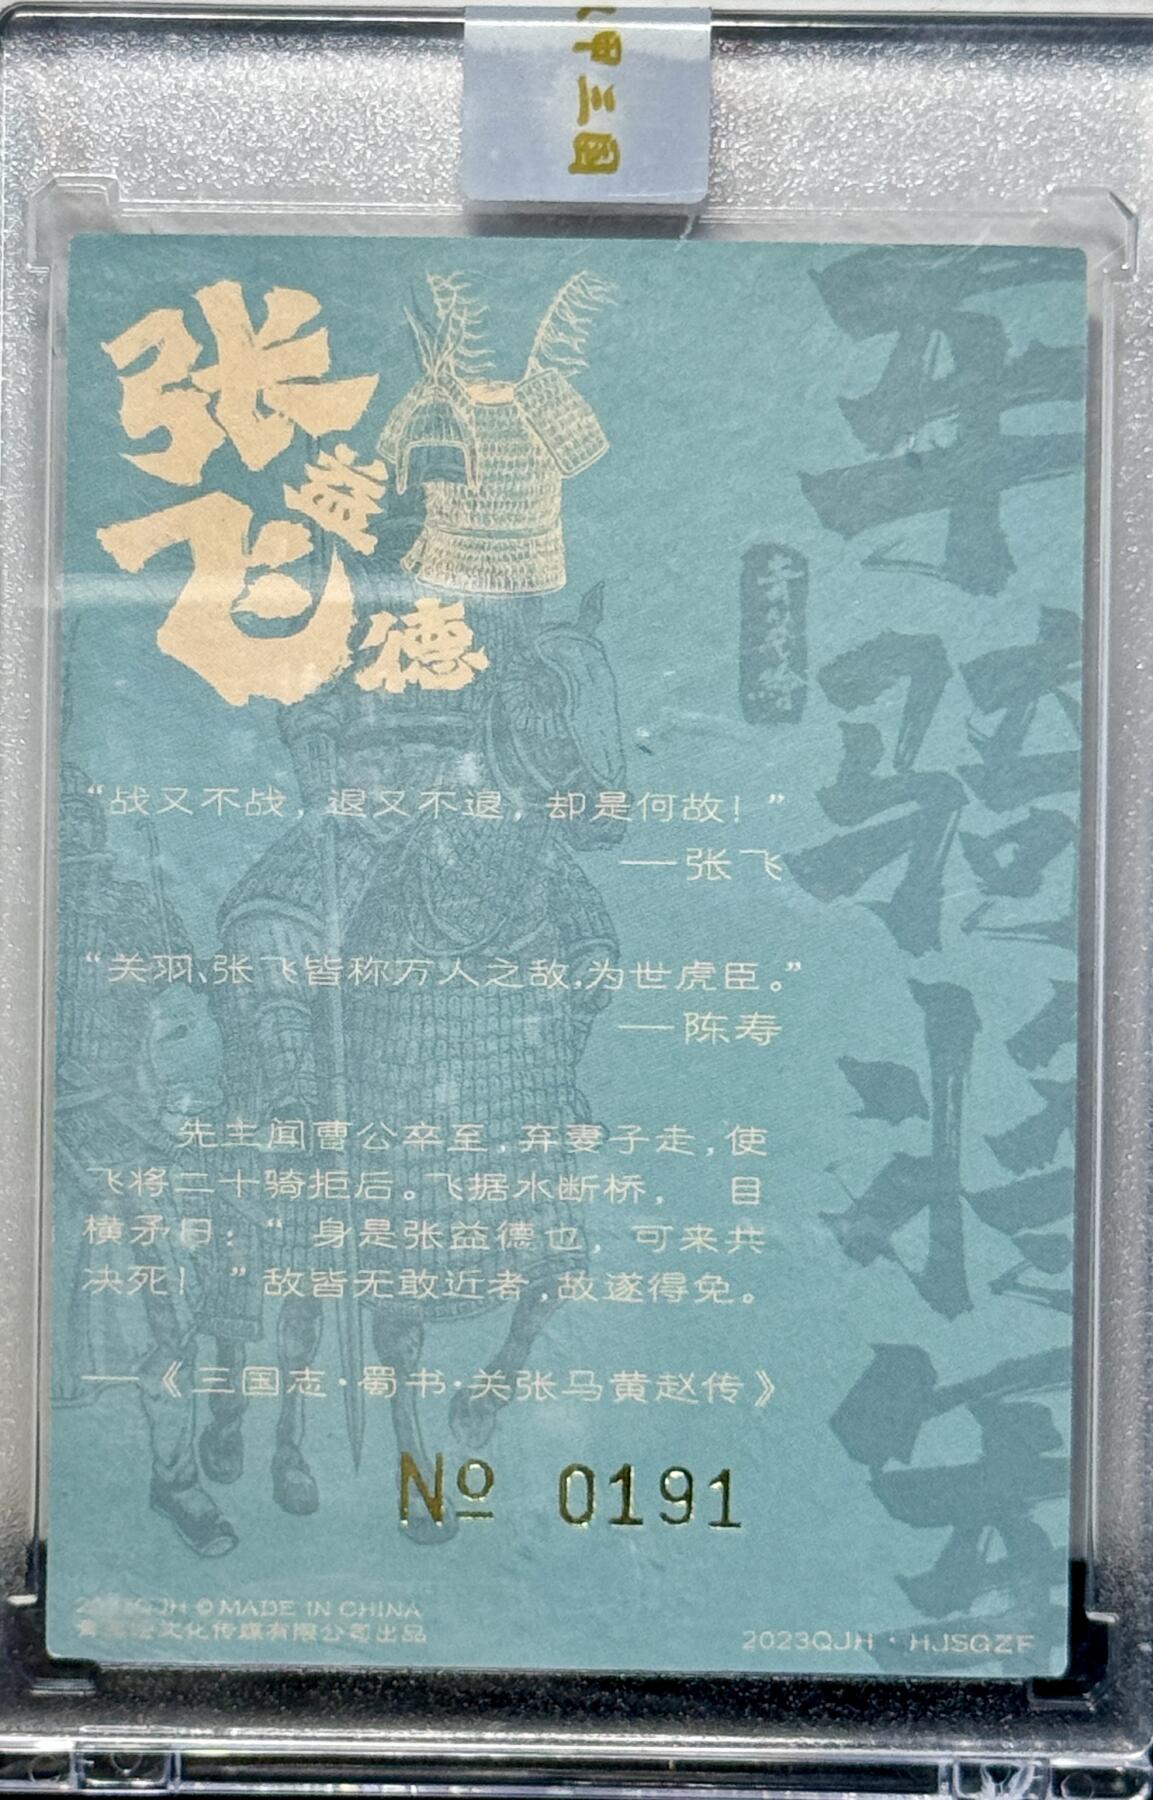 甲三国
张飞
益德
“战又不战，退又不退，却是何故！”
——张飞
“关羽、张飞皆称万人之敌,为世虎臣。”
——陈寿
先主闻曹公卒至,弃妻子走,使
飞将二十骑拒后。飞据水断桥， 目
横矛曰：“身是张益德也，可来共
决死！”敌皆无敢近者,故遂得免。
——《三国志·蜀书·关张马黄赵传》
No 0191
QJH © MADE IN CHINA
文化传媒有限公司出品
2023QJH · HJSGZF